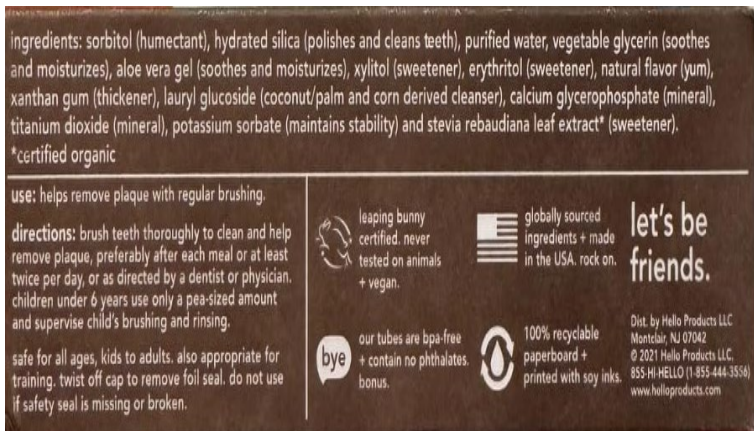 ingredients: sorbitol (humectant), hydrated silica (polishes and cleans teeth), purified water, vegetable glycerin (soothes
and moisturizes), aloe vera gel (soothes and moisturizes), xylitol (sweetener), erythritol (sweetener), natural flavor (yum),
xanthan gum (thickener), lauryl glucoside (coconut/palm and corn derived cleanser), calcium glycerophosphate (mineral),
titanium dioxide (mineral), potassium sorbate (maintains stability) and stevia rebaudiana leaf extract* (sweetener).
*certified organic
use: helps remove plaque with regular brushing.
directions: brush teeth thoroughly to clean and help
remove plaque, preferably after each meal or at least
twice per day, or as directed by a dentist or physician.
children under 6 years use only a pea-sized amount
and supervise child's brushing and rinsing.
safe for all ages, kids to adults. also appropriate for
training. twist off cap to remove foil seal. do not use
if safety seal is missing or broken.
leaping bunny
certified. never
tested on animals
+ vegan.
globally sourced
ingredients + made
in the USA. rock on.
bye
our tubes are bpa-free
+ contain no phthalates.
bonus.
100% recyclable
paperboard +
printed with soy inks.
let's be
friends.
Dist. by Hello Products LLC
Montclair, NJ 07042
© 2021 Hello Products LLC.
855-HI-HELLO (1-855-444-3556)
www.helloproducts.com